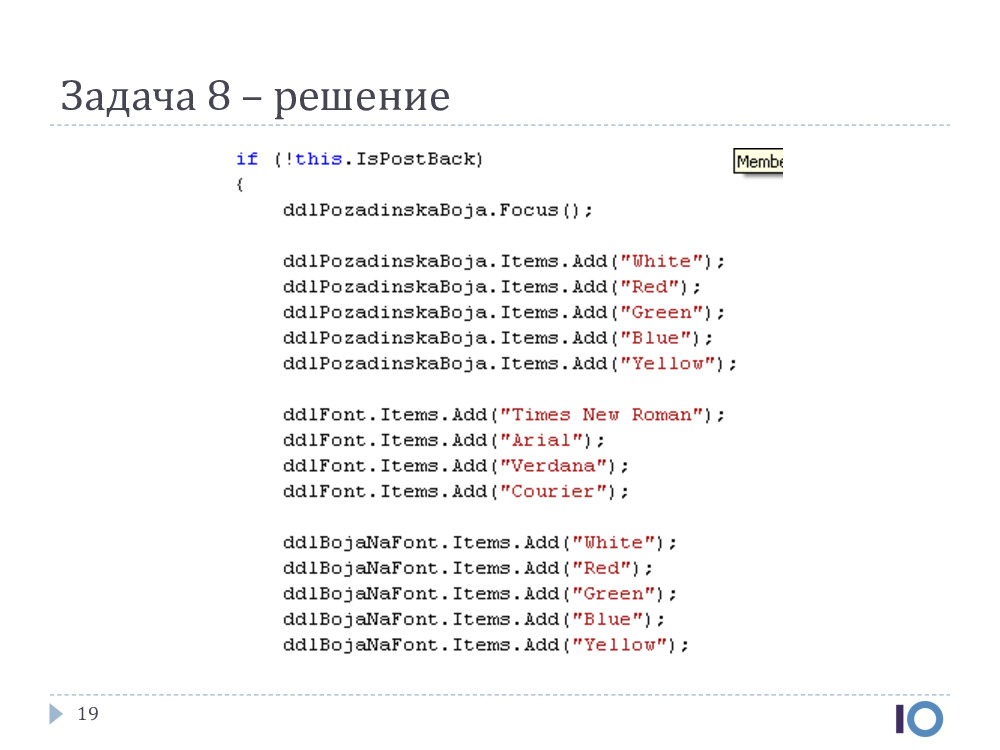 Задача 8 – решение
if (!this.IsPostBack)
Membe
{
ddlPozadinskaBoja.Focus();
ddlPozadinskaBoja.Items.Add("White");
ddlPozadinskaBoja.Items.Add("Red");
ddlPozadinskaBoja.Items.Add("Green");
ddlPozadinskaBoja.Items.Add("Blue");
ddlPozadinskaBoja.Items.Add("Yellow");
ddlFont.Items.Add("Times New Roman");
ddlFont.Items.Add("Arial");
ddlFont.Items.Add("Verdana");
ddlFont.Items.Add("Courier");
ddlBojaNaFont.Items.Add("White");
ddlBojaNaFont.Items.Add("Red");
ddlBojaNaFont.Items.Add("Green");
ddlBojaNaFont.Items.Add("Blue");
ddlBojaNaFont.Items.Add("Yellow");
19